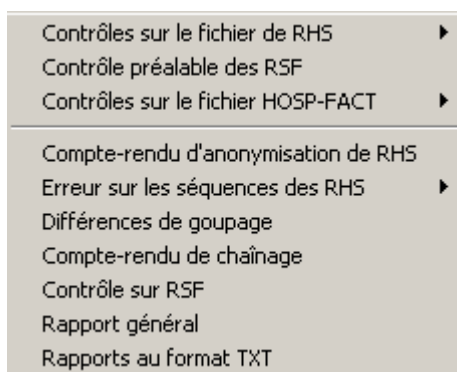 Contrôles sur le fichier de RHS
Contrôle préalable des RSF
Contrôles sur le fichier HOSP-FACT
Compte-rendu d'anonymisation de RHS
Erreur sur les séquences des RHS
Différences de goupage
Compte-rendu de chaînage
Contrôle sur RSF
Rapport général
Rapports au format TXT